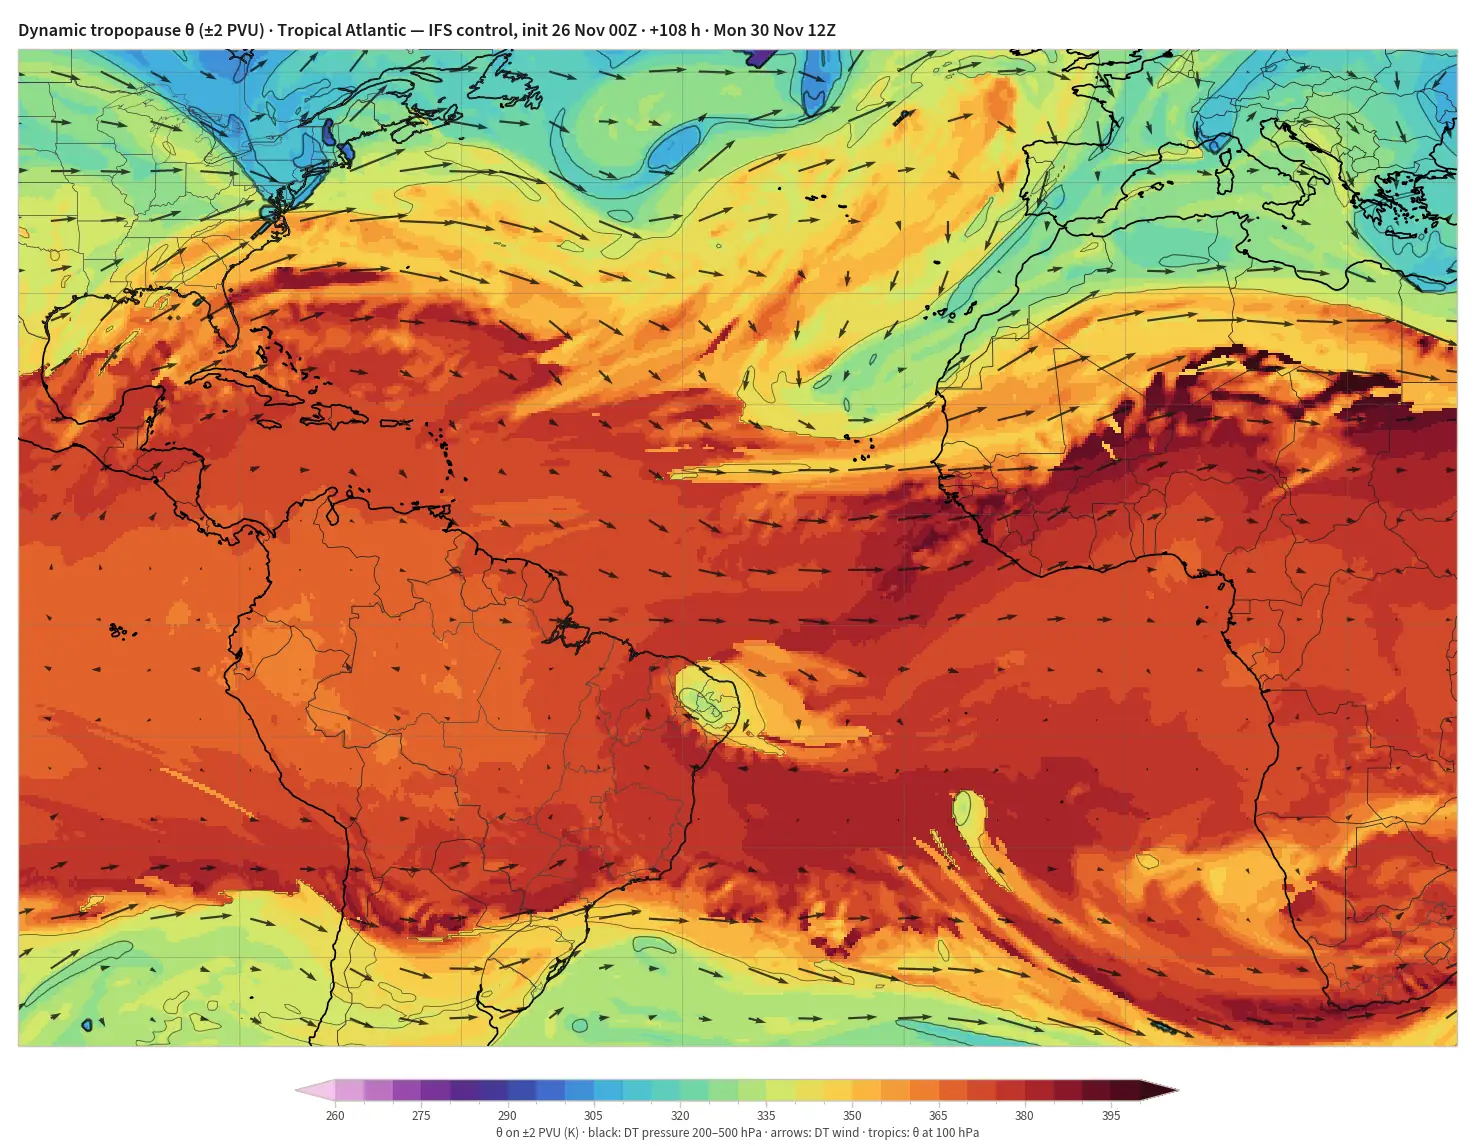 Dynamic tropopause θ (±2 PVU) · Tropical Atlantic — IFS control, init 26 Nov 00Z · +108 h · Mon 30 Nov 12Z
260 275 290 305 320 335 350 365 380 395
θ on ±2 PVU (K) · black: DT pressure 200–500 hPa · arrows: DT wind · tropics: θ at 100 hPa